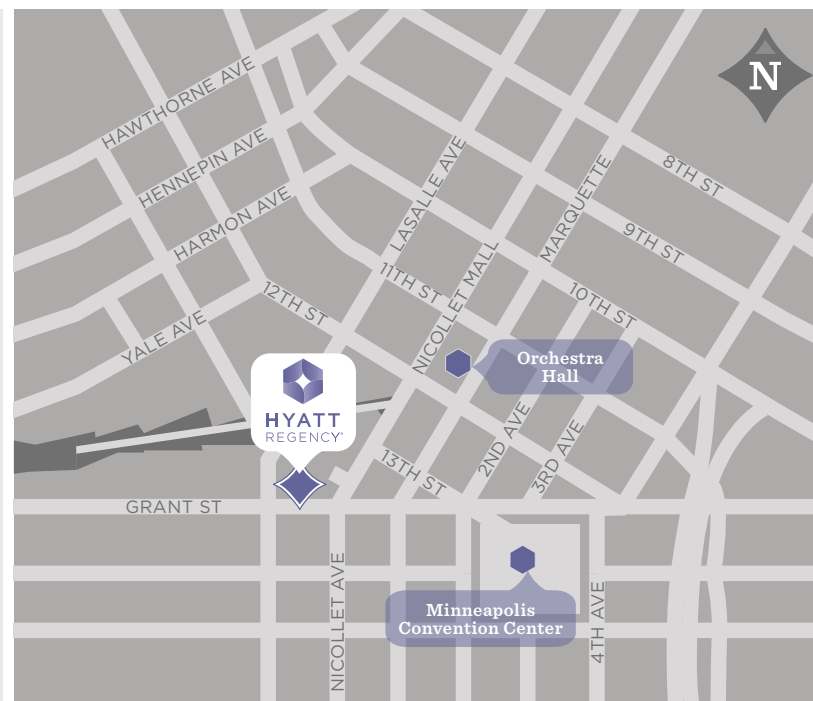 N
HAWTHORNE AVE
HENNEPIN AVE
HARMON AVE
YALE AVE
LASALLE AVE
MARQUETTE
8TH ST
9TH ST
10TH ST
11TH ST
12TH ST
NICOLLET MALL
Orchestra
Hall
HYATT
REGENCY®
13TH ST
2ND AVE
3RD AVE
GRANT ST
NICOLLET AVE
Minneapolis
Convention Center
4TH AVE